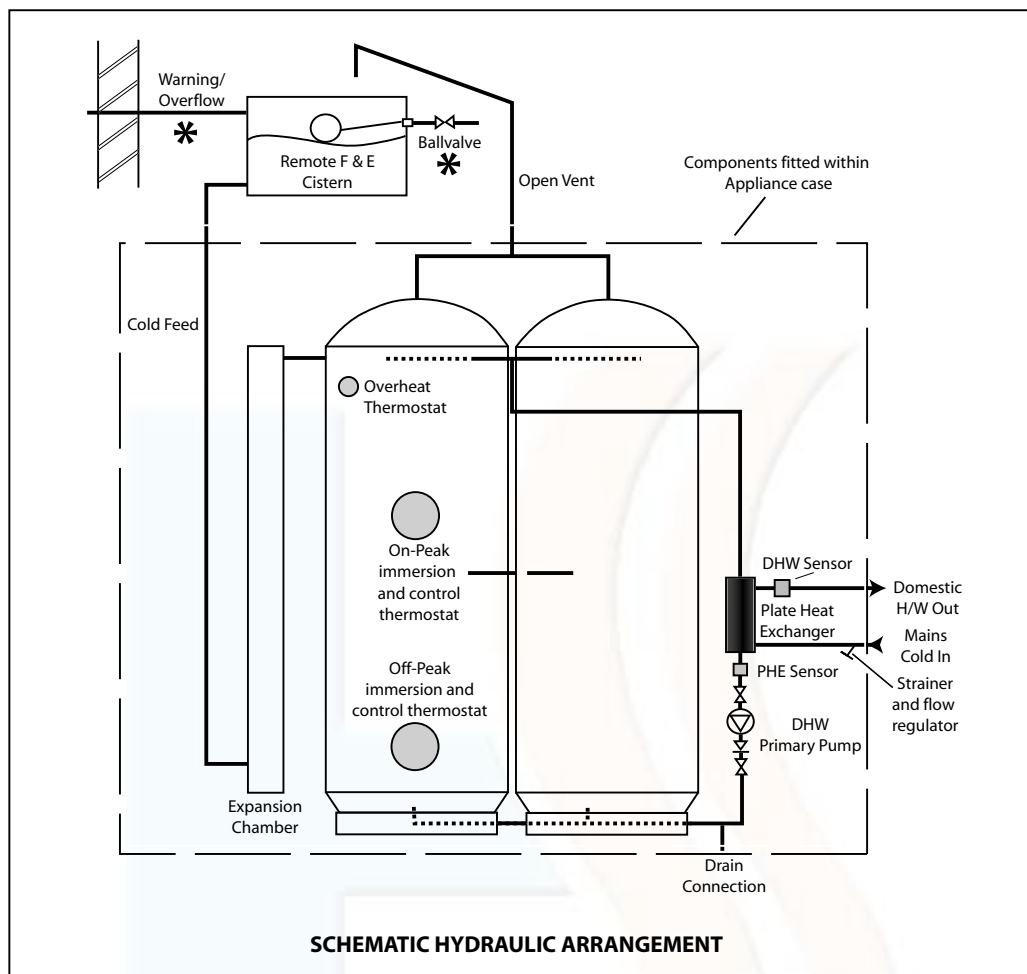 Warning/
Overflow
*
Remote F & E
Cistern
Ballvalve
*
Open Vent
Components fitted within
Appliance case
Cold Feed
Overheat
Thermostat
On-Peak
immersion
and control
thermostat
Off-Peak
immersion and
control thermostat
DHW Sensor
Domestic
H/W Out
Plate Heat
Exchanger
Mains
Cold In
PHE Sensor
Strainer
and flow
regulator
DHW
Primary Pump
Expansion
Chamber
Drain
Connection
SCHEMATIC HYDRAULIC ARRANGEMENT